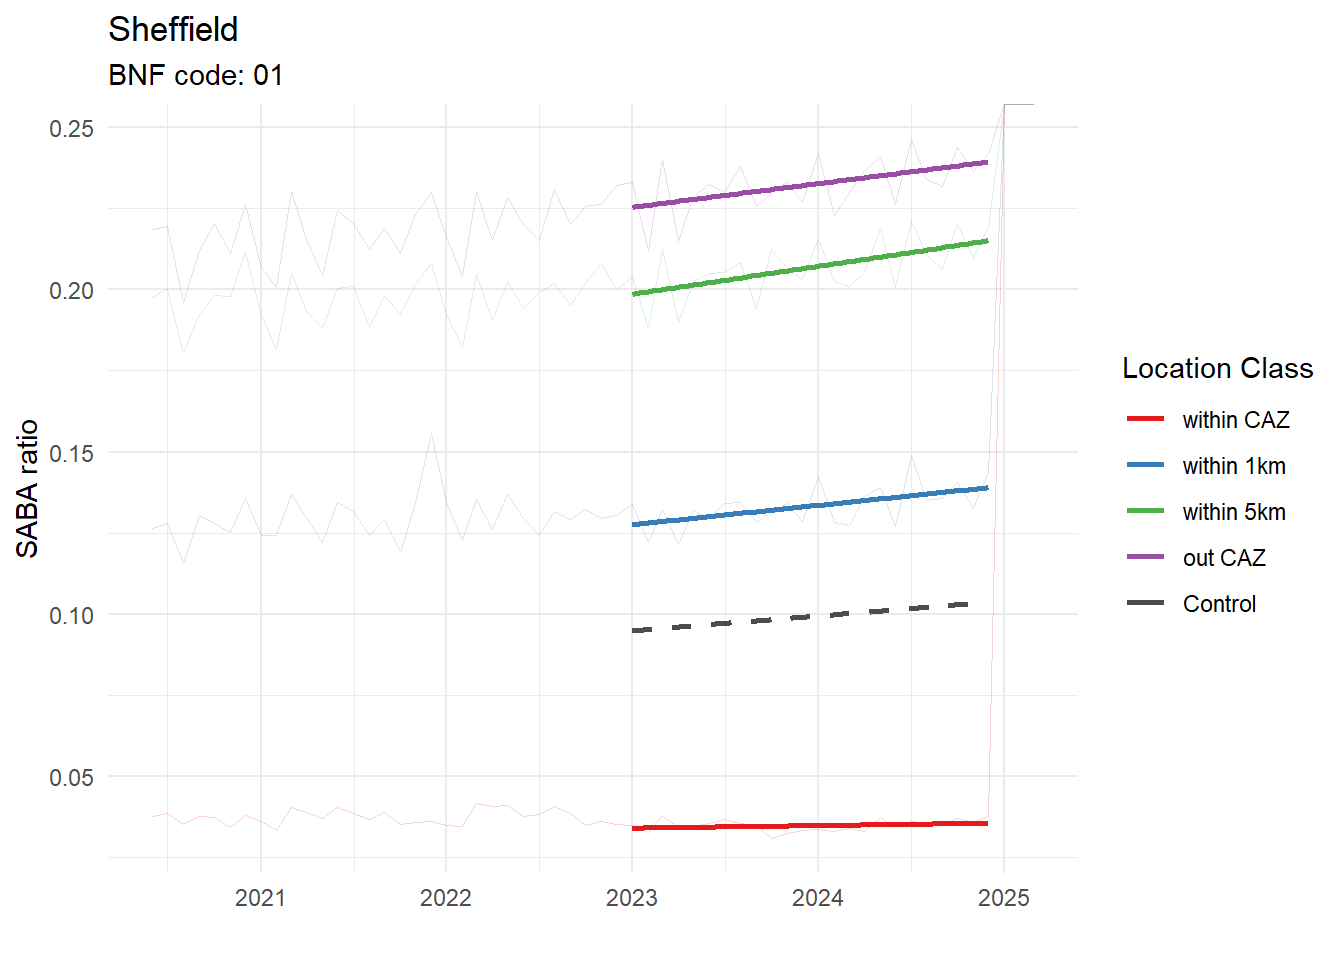 Sheffield
BNF code: 01
0.25
0.20
0.15
0.10
0.05
SABA ratio
2021
2022
2023
2024
2025
Location Class
within CAZ
within 1km
within 5km
out CAZ
Control